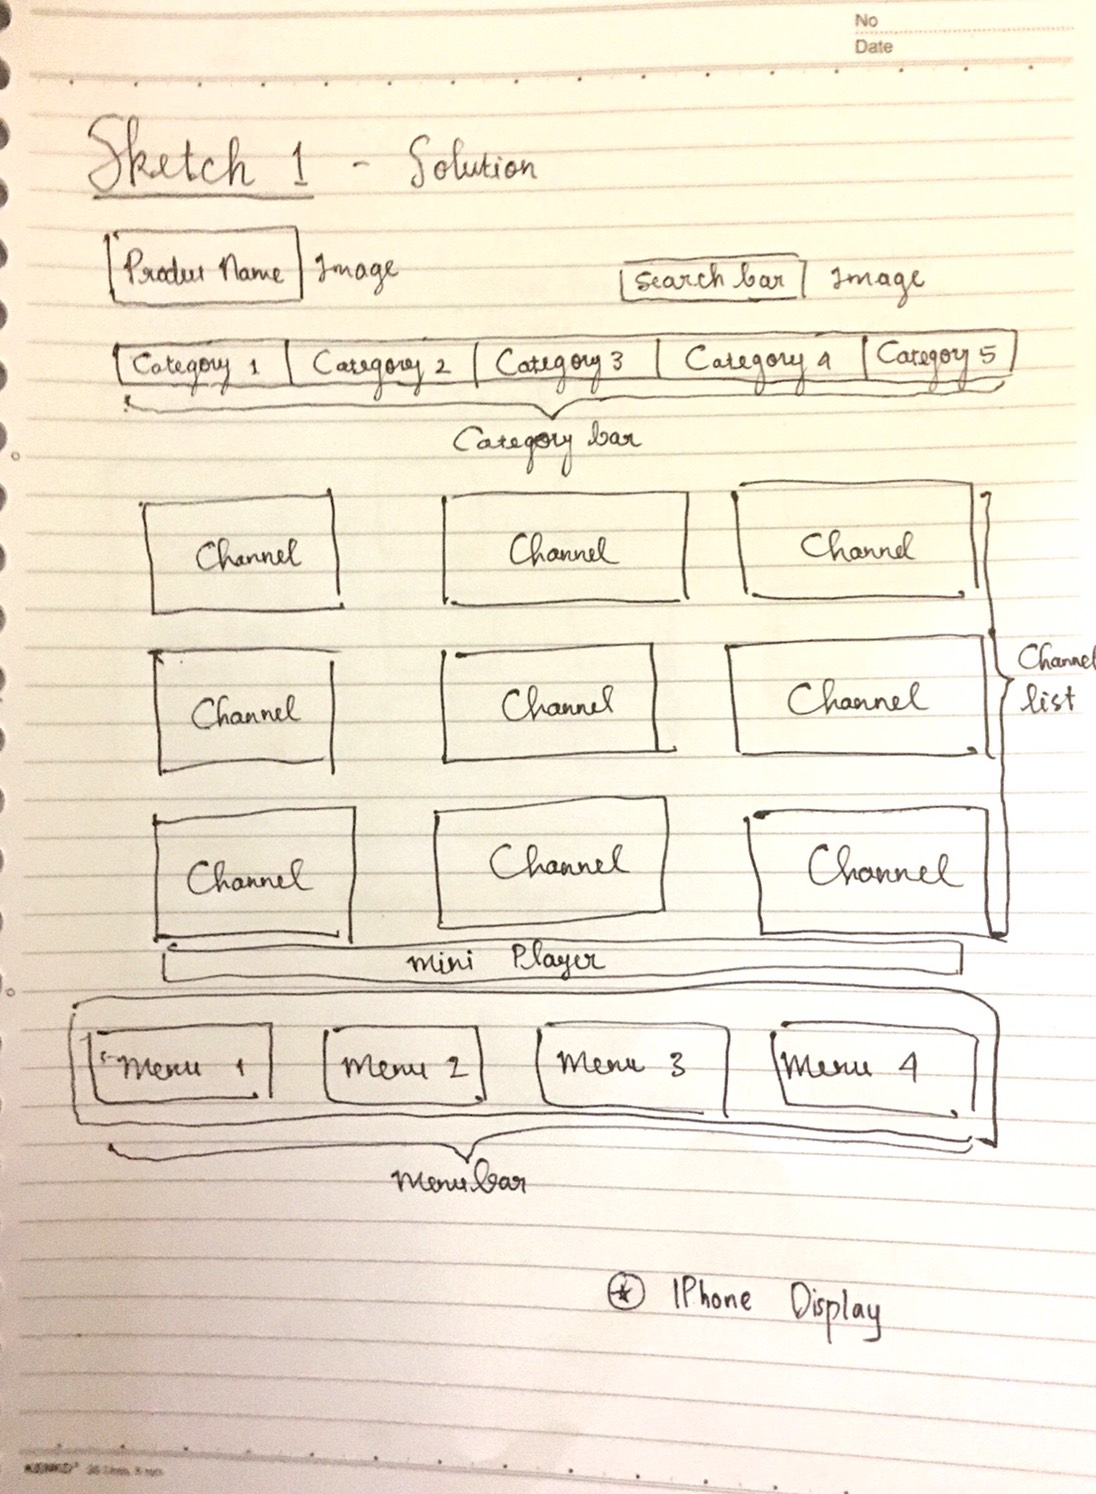 No
Date
Sketch 1 - Solution
Product Name Image Search bar Image
Category 1 Category 2 Category 3 Category 4 Category 5
Category bar
Channel Channel Channel
Channel Channel Channel
Channel list
Channel Channel Channel
mini Player
Menu 1 Menu 2 Menu 3 Menu 4
Menu bar
IPhone Display